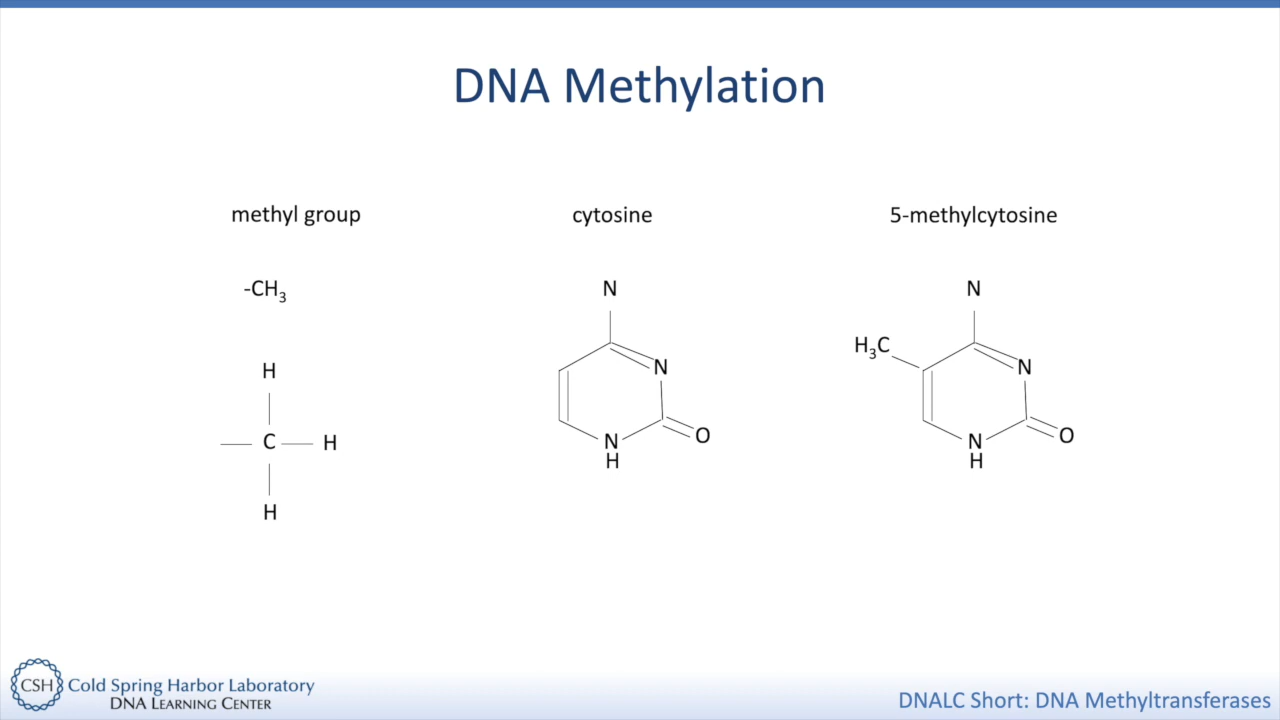 DNA Methylation
methyl group
cytosine
5-methylcytosine
-CH₃
H
C
H
H
N
N
O
N
H
N
H₃C
N
O
N
H
CSH
Cold Spring Harbor Laboratory
DNA LEARNING CENTER
DNALC Short: DNA Methyltransferases